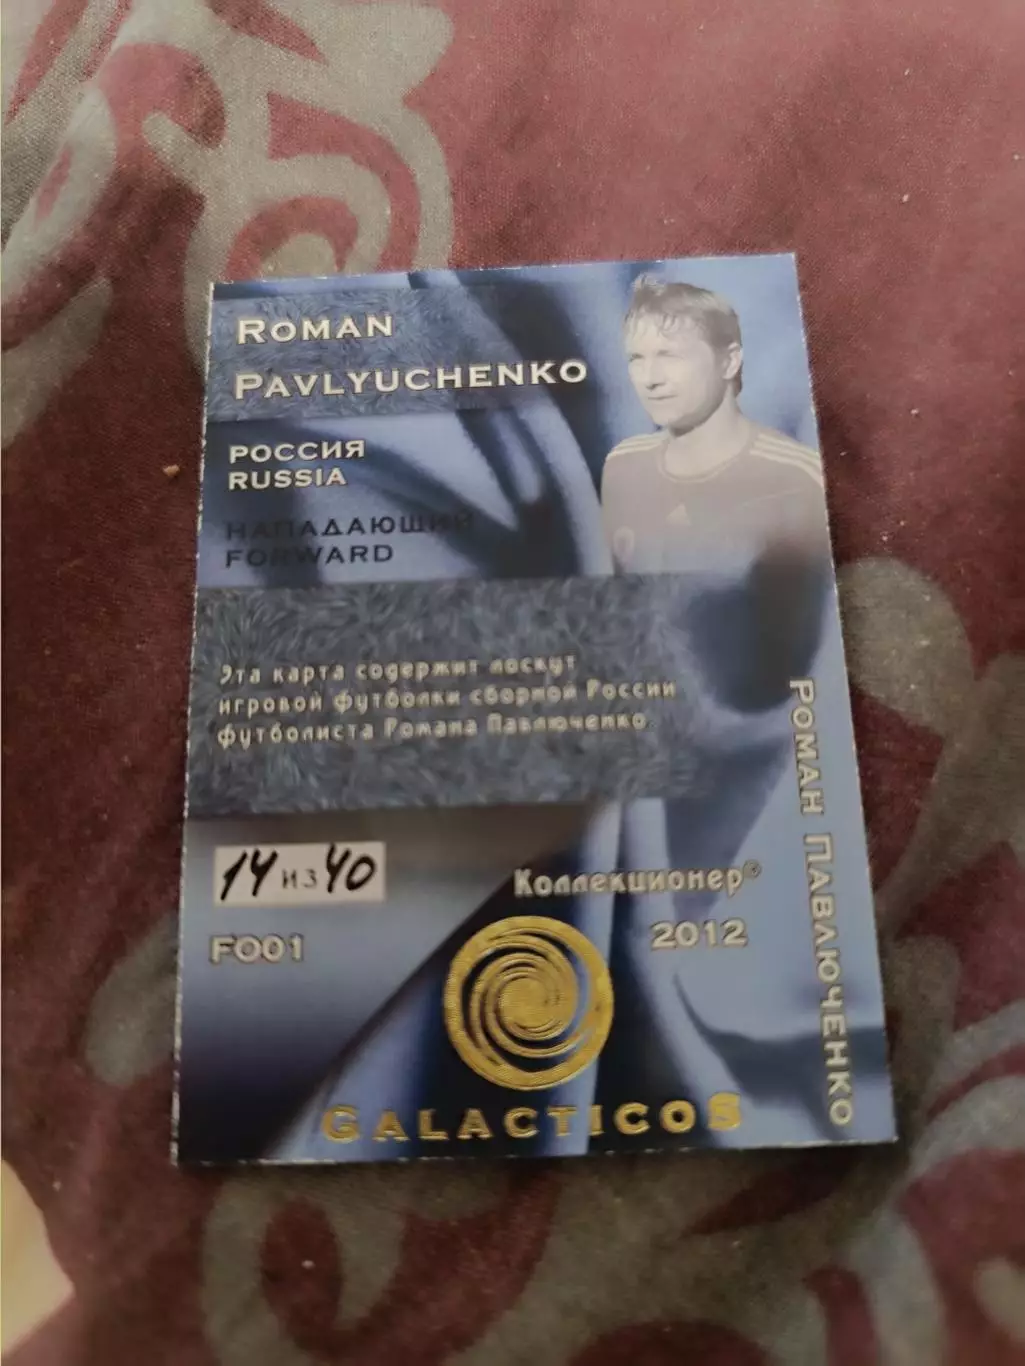 ROMAN
PAVLYUCHENKO
РОССИЯ
RUSSIA
НАПАДАЮЩИЙ
FORWARD
Эта карта содержит лоскут
игровой футболки сборной России
футболиста Романа Павлюченко.
14 из 40
FO01
Коллекционер©
2012
GALACTICOS
РОМАН ПАВЛЮЧЕНКО